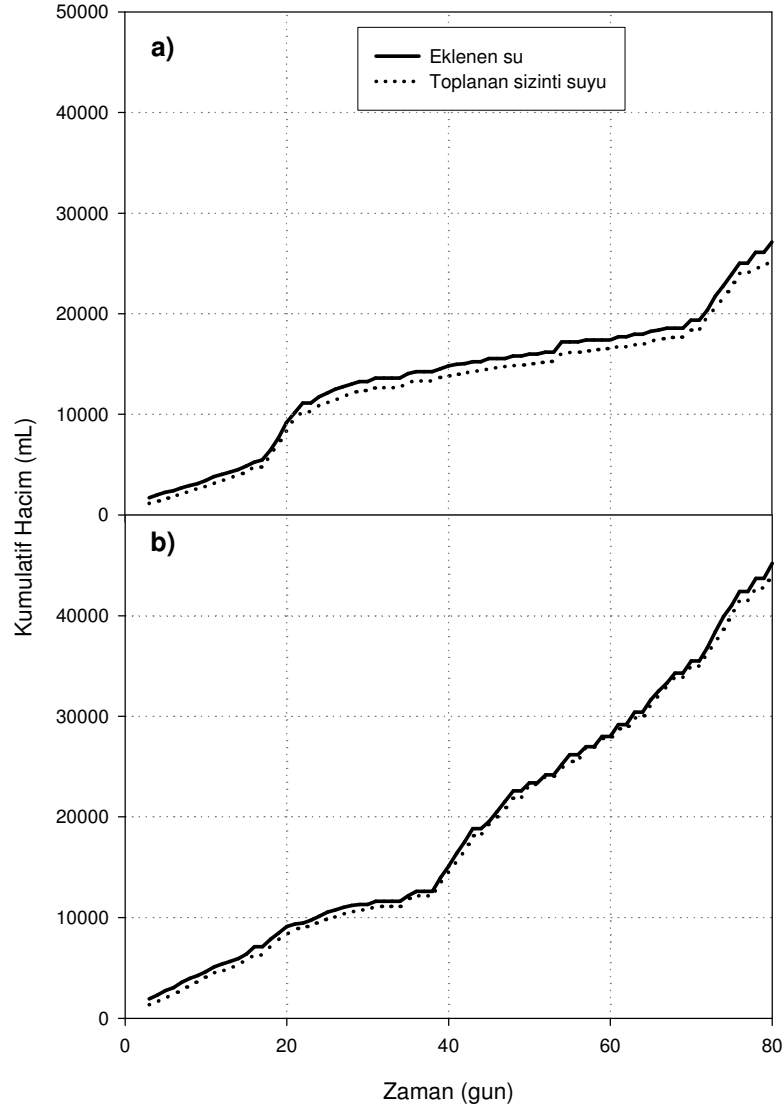 50000
a)
Eklenen su
Toplanan sizinti suyu
40000
30000
20000
10000
0
Kumulatif Hacim (mL)
b)
40000
30000
20000
10000
0
0 20 40 60 80
Zaman (gun)